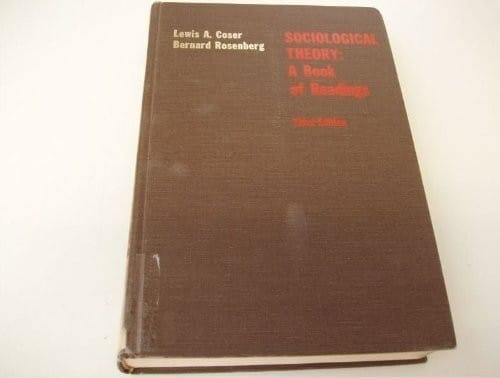 Lewis A. Coser
Bernard Rosenberg
SOCIOLOGICAL
THEORY:
A Book
of Readings
Third Edition